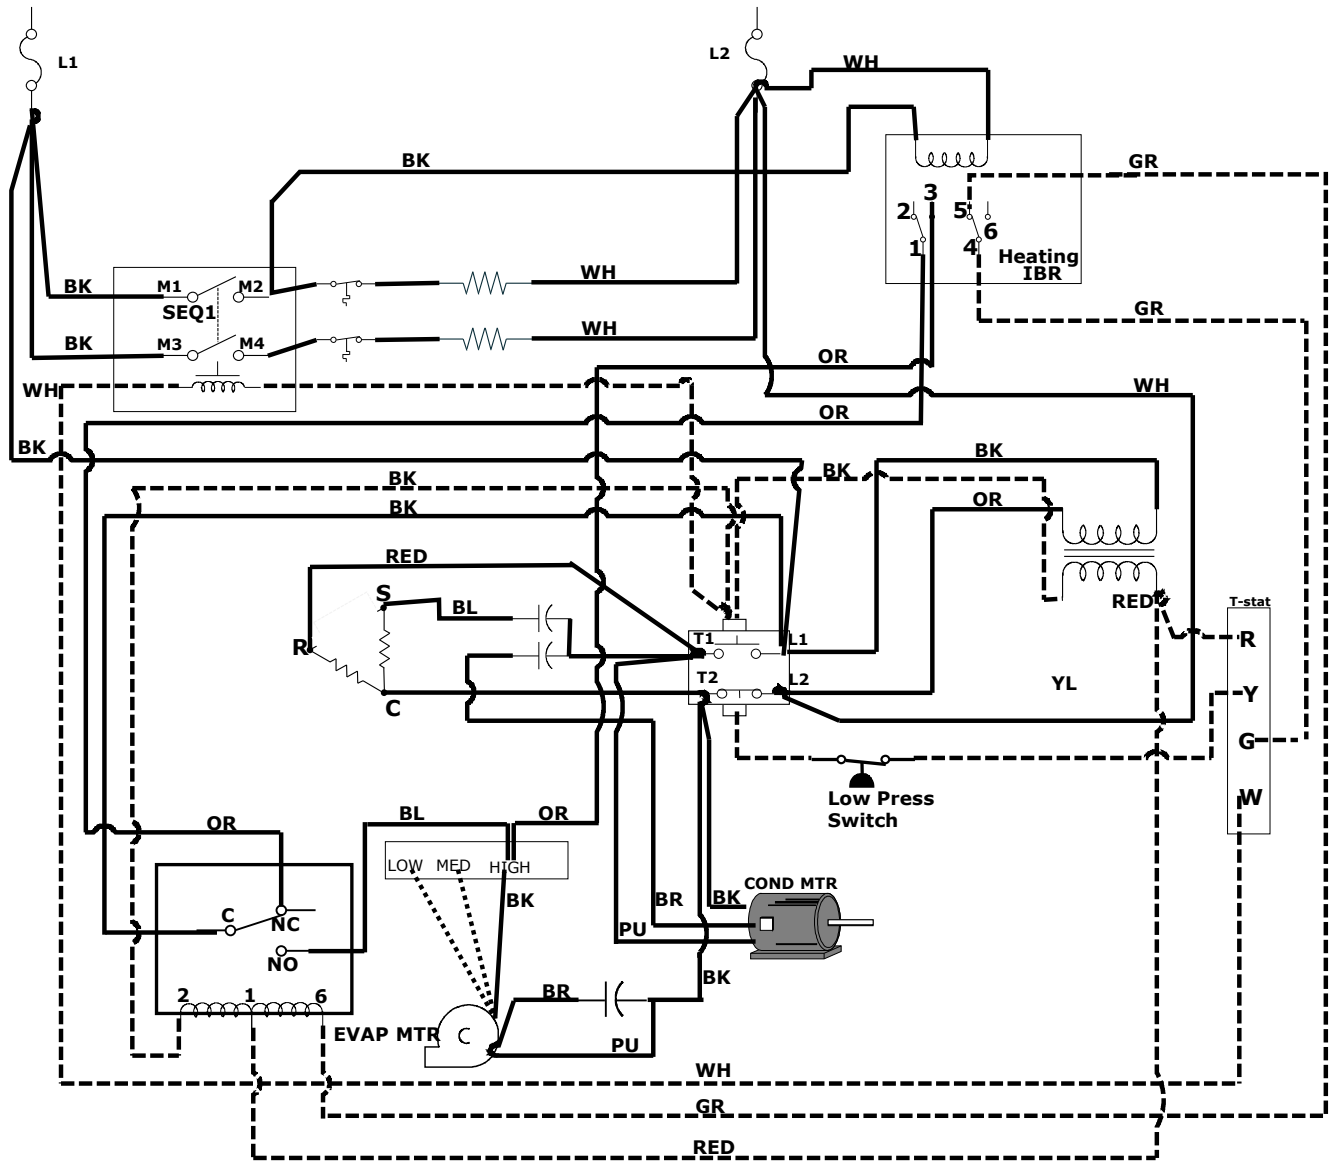 L1
L2
WH
BK
GR
3
2
5
6
1
4
Heating
IBR
BK
M1
M2
SEQ1
WH
GR
BK
M3
M4
WH
OR
WH
WH
OR
BK
BK
BK
BK
OR
BK
RED
S
BL
RED
T-stat
R
T1
L1
R
T2
L2
YL
Y
C
G
W
Low Press
Switch
OR
BL
OR
LOW
MED
HIGH
BK
BR
BK
COND MTR
C
NC
PU
NO
BK
2
1
6
BR
EVAP MTR
C
PU
WH
GR
RED